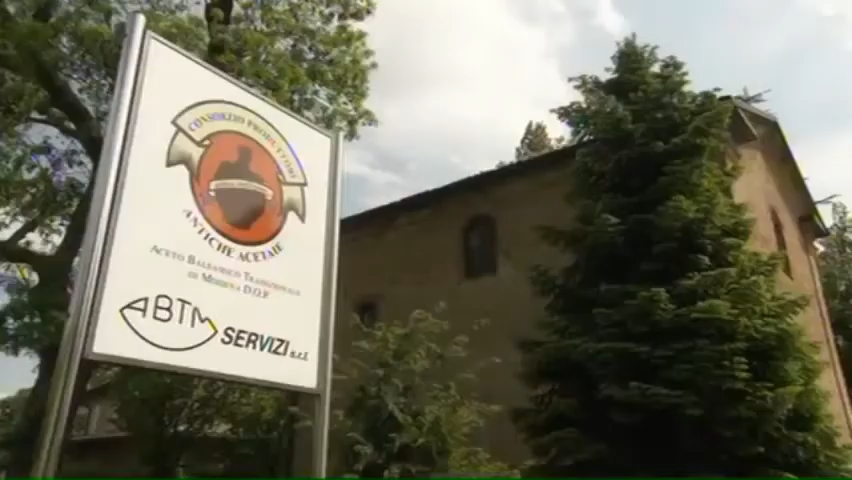 CONSORZIO PRODUTTORI
ANTICHE ACETAIE
ACETO BALSAMICO TRADIZIONALE
DI MODENA D.O.P.
ABTM
SERVIZI s.r.l.